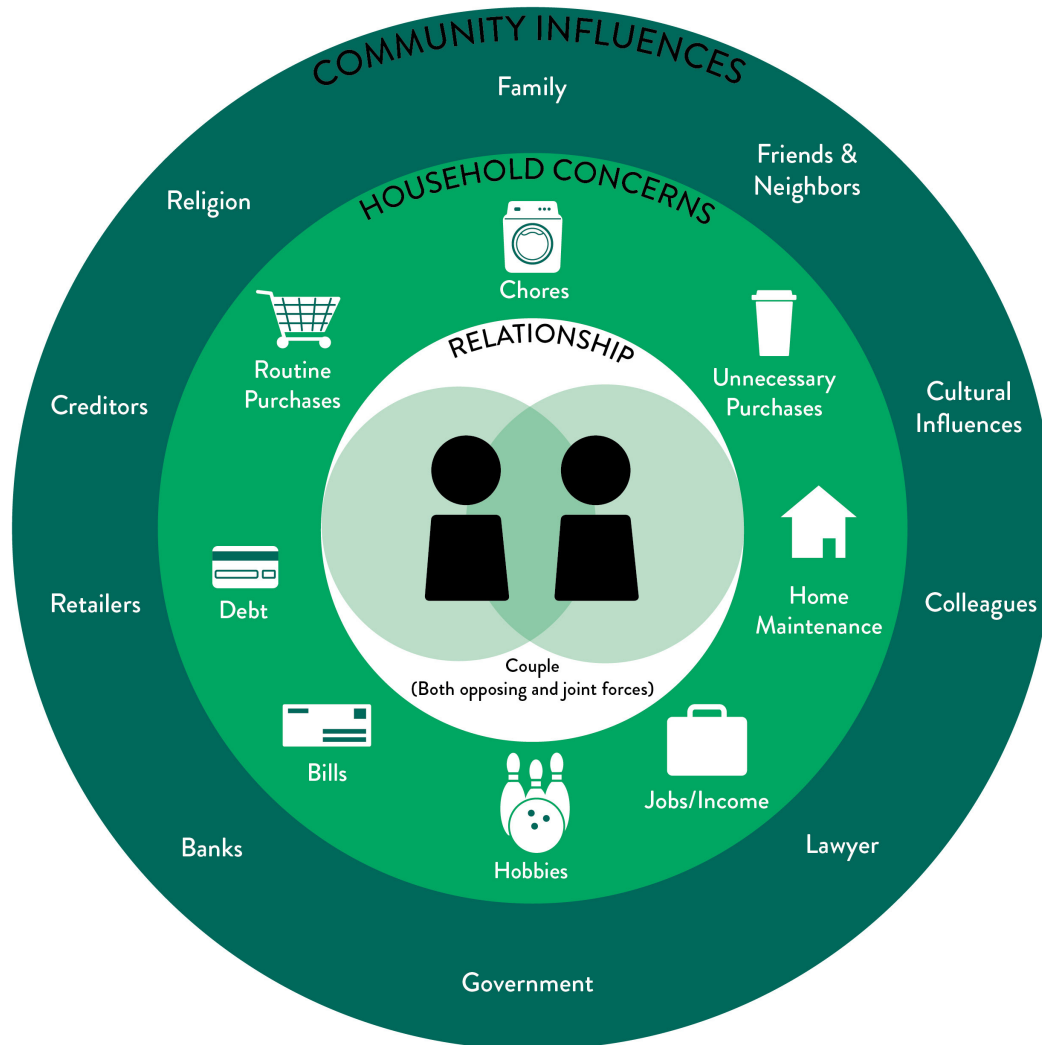 COMMUNITY INFLUENCES
Family
Friends &
Neighbors
Religion
HOUSEHOLD CONCERNS
Chores
Routine
Purchases
Unnecessary
Purchases
RELATIONSHIP
Creditors
Cultural
Influences
Retailers
Debt
Home
Maintenance
Colleagues
Couple
(Both opposing and joint forces)
Bills
Jobs/Income
Hobbies
Banks
Lawyer
Government